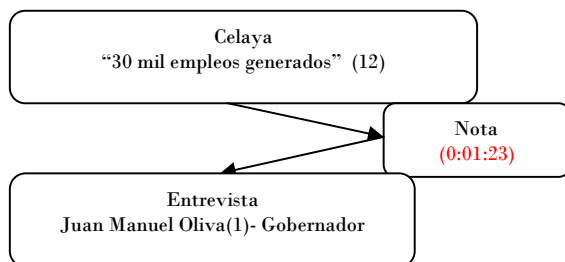 Celaya
“30 mil empleos generados” (12)
Nota
(0:01:23)
Entrevista
Juan Manuel Oliva(1)- Gobernador